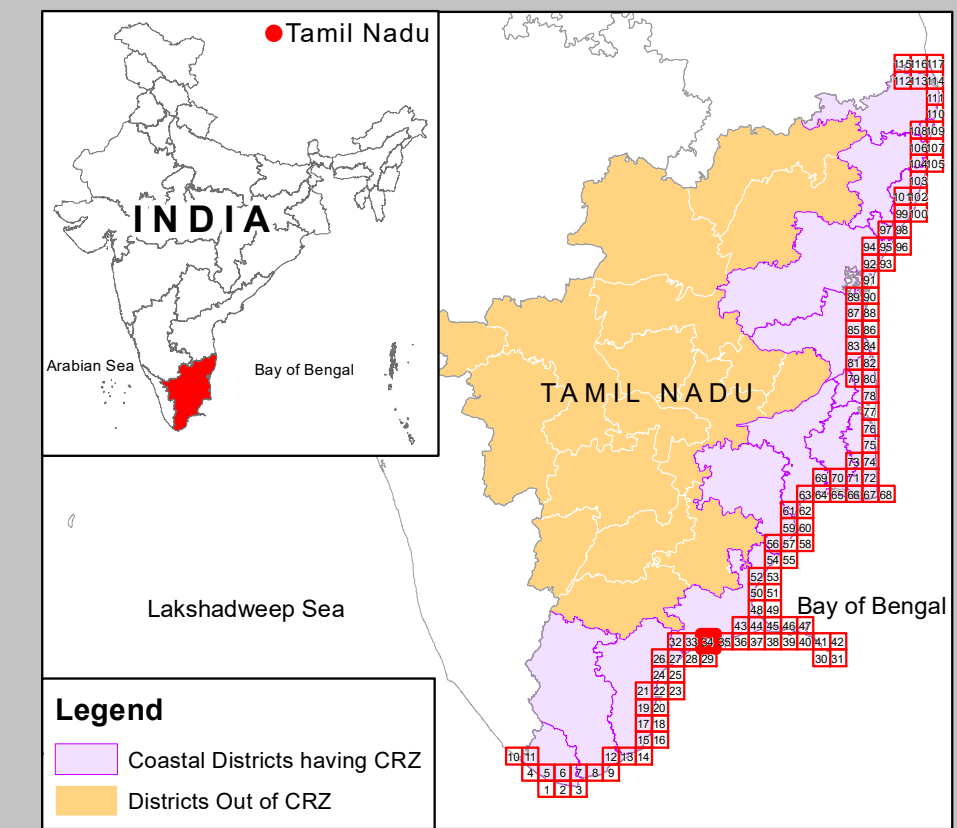 Tamil Nadu
INDIA
Arabian Sea
Bay of Bengal
TAMIL NADU
Lakshadweep Sea
Bay of Bengal
115 116 117
112 113 114
111
110
108 109
106 107
104 105
103
101 102
99 100
97 98
94 95 96
92 93
91
89 90
87 88
85 86
83 84
81 82
79 80
78
77
76
75
73 74
69 70 71 72
63 64 65 66 67 68
61 62
59 60
56 57 58
54 55
52 53
50 51
48 49
43 44 45 46 47
32 33 34 35 36 37 38 39 40 41 42
26 27 28 29 30 31
24 25
21 22 23
19 20
17 18
15 16
10 11 12 13 14
4 5 6 7 8 9
1 2 3
Legend
Coastal Districts having CRZ
Districts Out of CRZ